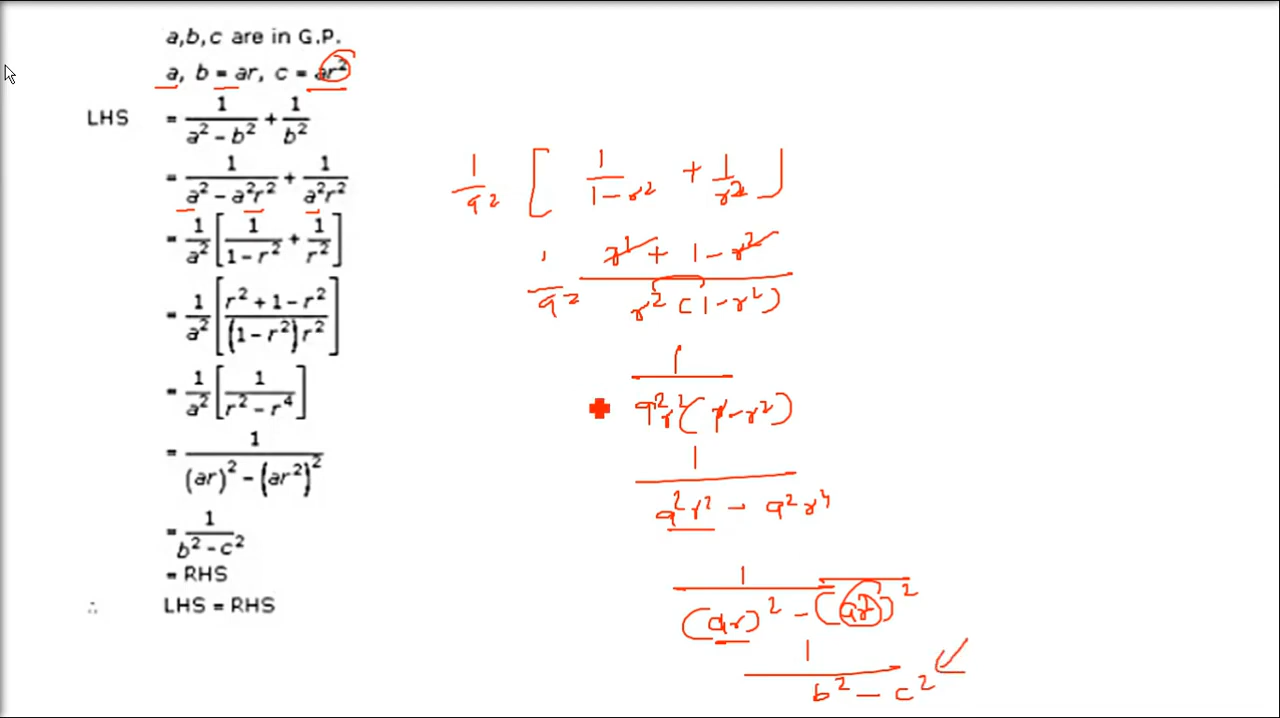 a,b,c are in G.P.
a, b = ar, c = ar²
LHS = 1/(a² − b²) + 1/b²
= 1/(a² − a²r²) + 1/(a²r²)
= 1/a² [1/(1 − r²) + 1/r²]
= 1/a² [(r² + 1 − r²)/((1 − r²)r²)]
= 1/a² [1/(r² − r⁴)]
= 1/((ar)² − (ar²)²)
= 1/(b² − c²)
= RHS
∴ LHS = RHS
1/a² [1/(1 − r²) + 1/r²]
1/a² (r² + 1 − r²)/(r²(1 − r²))
1/(a²r²(1 − r²))
1/(a²r² − a²r⁴)
1/((ar)² − (ar²)²)
1/(b² − c²)